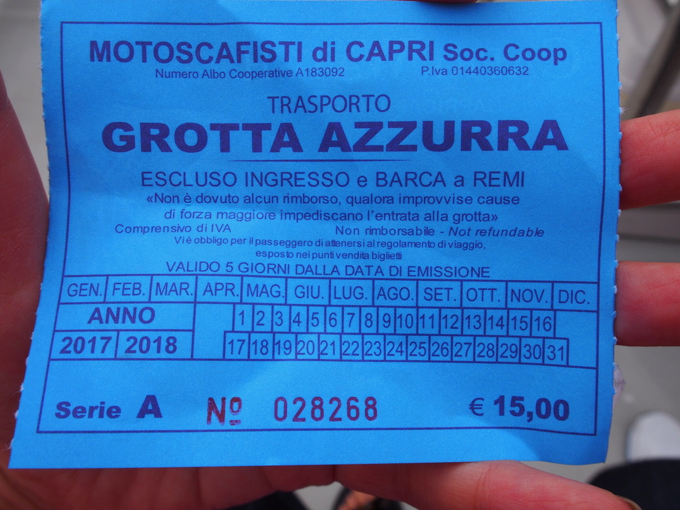 MOTOSCAFISTI di CAPRI Soc. Coop
Numero Albo Cooperative A183092 P.Iva 01440360632
TRASPORTO
GROTTA AZZURRA
ESCLUSO INGRESSO e BARCA a REMI
«Non è dovuto alcun rimborso, qualora improvvise cause
di forza maggiore impediscano l'entrata alla grotta»
Comprensivo di IVA Non rimborsabile - Not refundable
Vi è obbligo per il passeggero di attenersi al regolamento di viaggio,
esposto nei punti vendita biglietti
VALIDO 5 GIORNI DALLA DATA DI EMISSIONE
GEN. FEB. MAR. APR. MAG. GIU. LUG. AGO. SET. OTT. NOV. DIC.
ANNO 1 2 3 4 5 6 7 8 9 10 11 12 13 14 15 16
2017 2018 17 18 19 20 21 22 23 24 25 26 27 28 29 30 31
Serie A Nº 028268 € 15,00